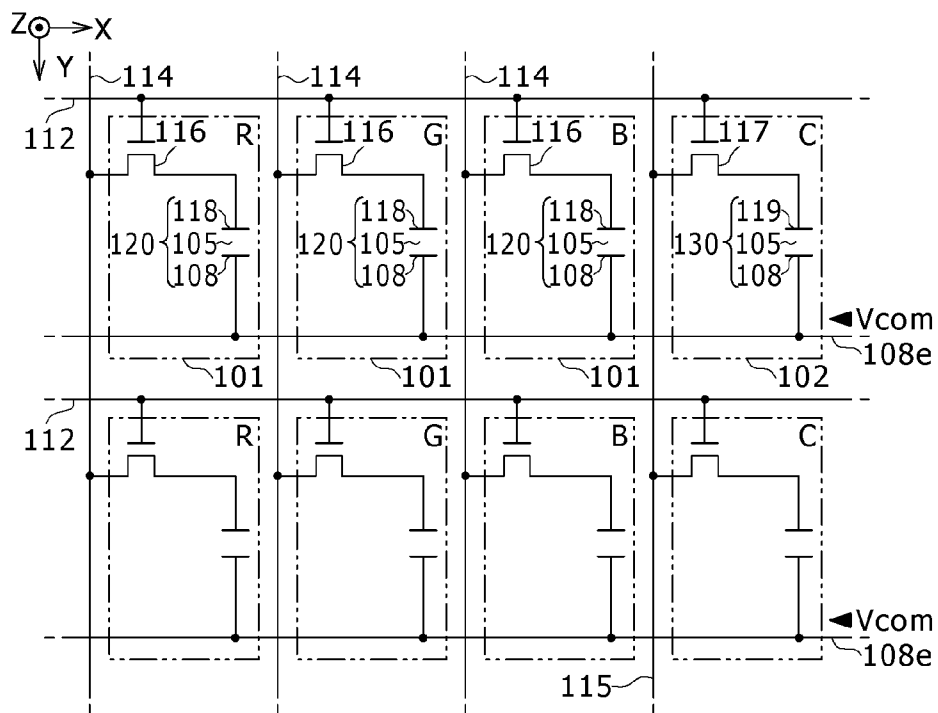 Z X
Y
114 114 114
112
R G B C
116 116 116 117
118 118 118 119
120 105 120 105 120 105 130 105
108 108 108 108
Vcom
108e
101 101 101 102
112
R G B C
Vcom
108e
115